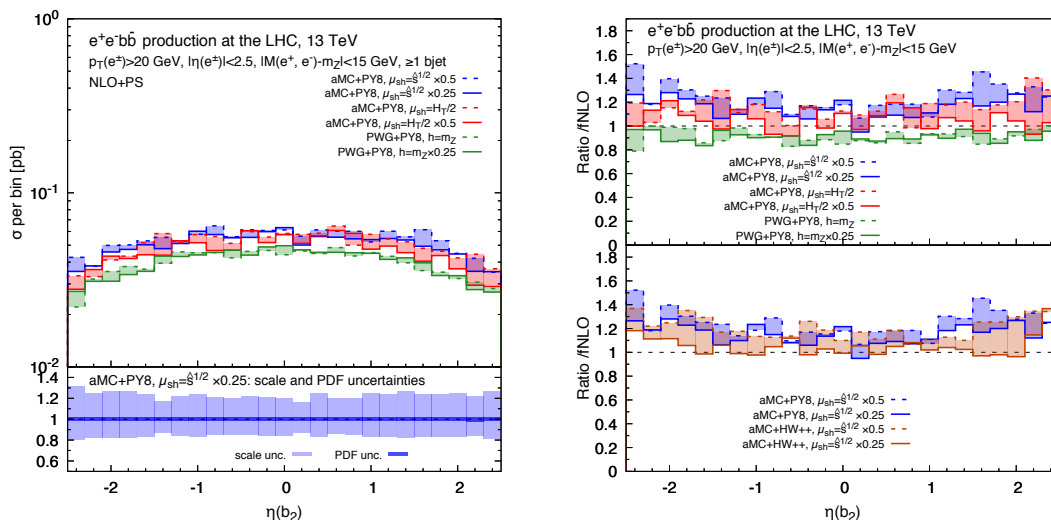 e⁺e⁻bb̄ production at the LHC, 13 TeV
p_T(e^±)>20 GeV, |η(e^±)|<2.5, |M(e⁺, e⁻)-m_Z|<15 GeV, ≥1 bjet
NLO+PS
aMC+PY8, μ_sh=ŝ^1/2 ×0.5
aMC+PY8, μ_sh=ŝ^1/2 ×0.25
aMC+PY8, μ_sh=H_T/2
aMC+PY8, μ_sh=H_T/2 ×0.5
PWG+PY8, h=m_Z
PWG+PY8, h=m_Z×0.25
σ per bin [pb]
10⁰
10⁻¹
10⁻²
aMC+PY8, μ_sh=ŝ^1/2 ×0.25: scale and PDF uncertainties
1.4
1.2
1
0.8
0.6
scale unc.
PDF unc.
-2 -1 0 1 2
η(b₂)
e⁺e⁻bb̄ production at the LHC, 13 TeV
p_T(e^±)>20 GeV, |η(e^±)|<2.5, |M(e⁺, e⁻)-m_Z|<15 GeV
Ratio /fNLO
1.8
1.6
1.4
1.2
1
0.8
0.6
0.4
0.2
0
aMC+PY8, μ_sh=ŝ^1/2 ×0.5
aMC+PY8, μ_sh=ŝ^1/2 ×0.25
aMC+PY8, μ_sh=H_T/2
aMC+PY8, μ_sh=H_T/2 ×0.5
PWG+PY8, h=m_Z
PWG+PY8, h=m_Z×0.25
Ratio /fNLO
1.8
1.6
1.4
1.2
1
0.8
0.6
0.4
0.2
0
aMC+PY8, μ_sh=ŝ^1/2 ×0.5
aMC+PY8, μ_sh=ŝ^1/2 ×0.25
aMC+HW++, μ_sh=ŝ^1/2 ×0.5
aMC+HW++, μ_sh=ŝ^1/2 ×0.25
-2 -1 0 1 2
η(b₂)